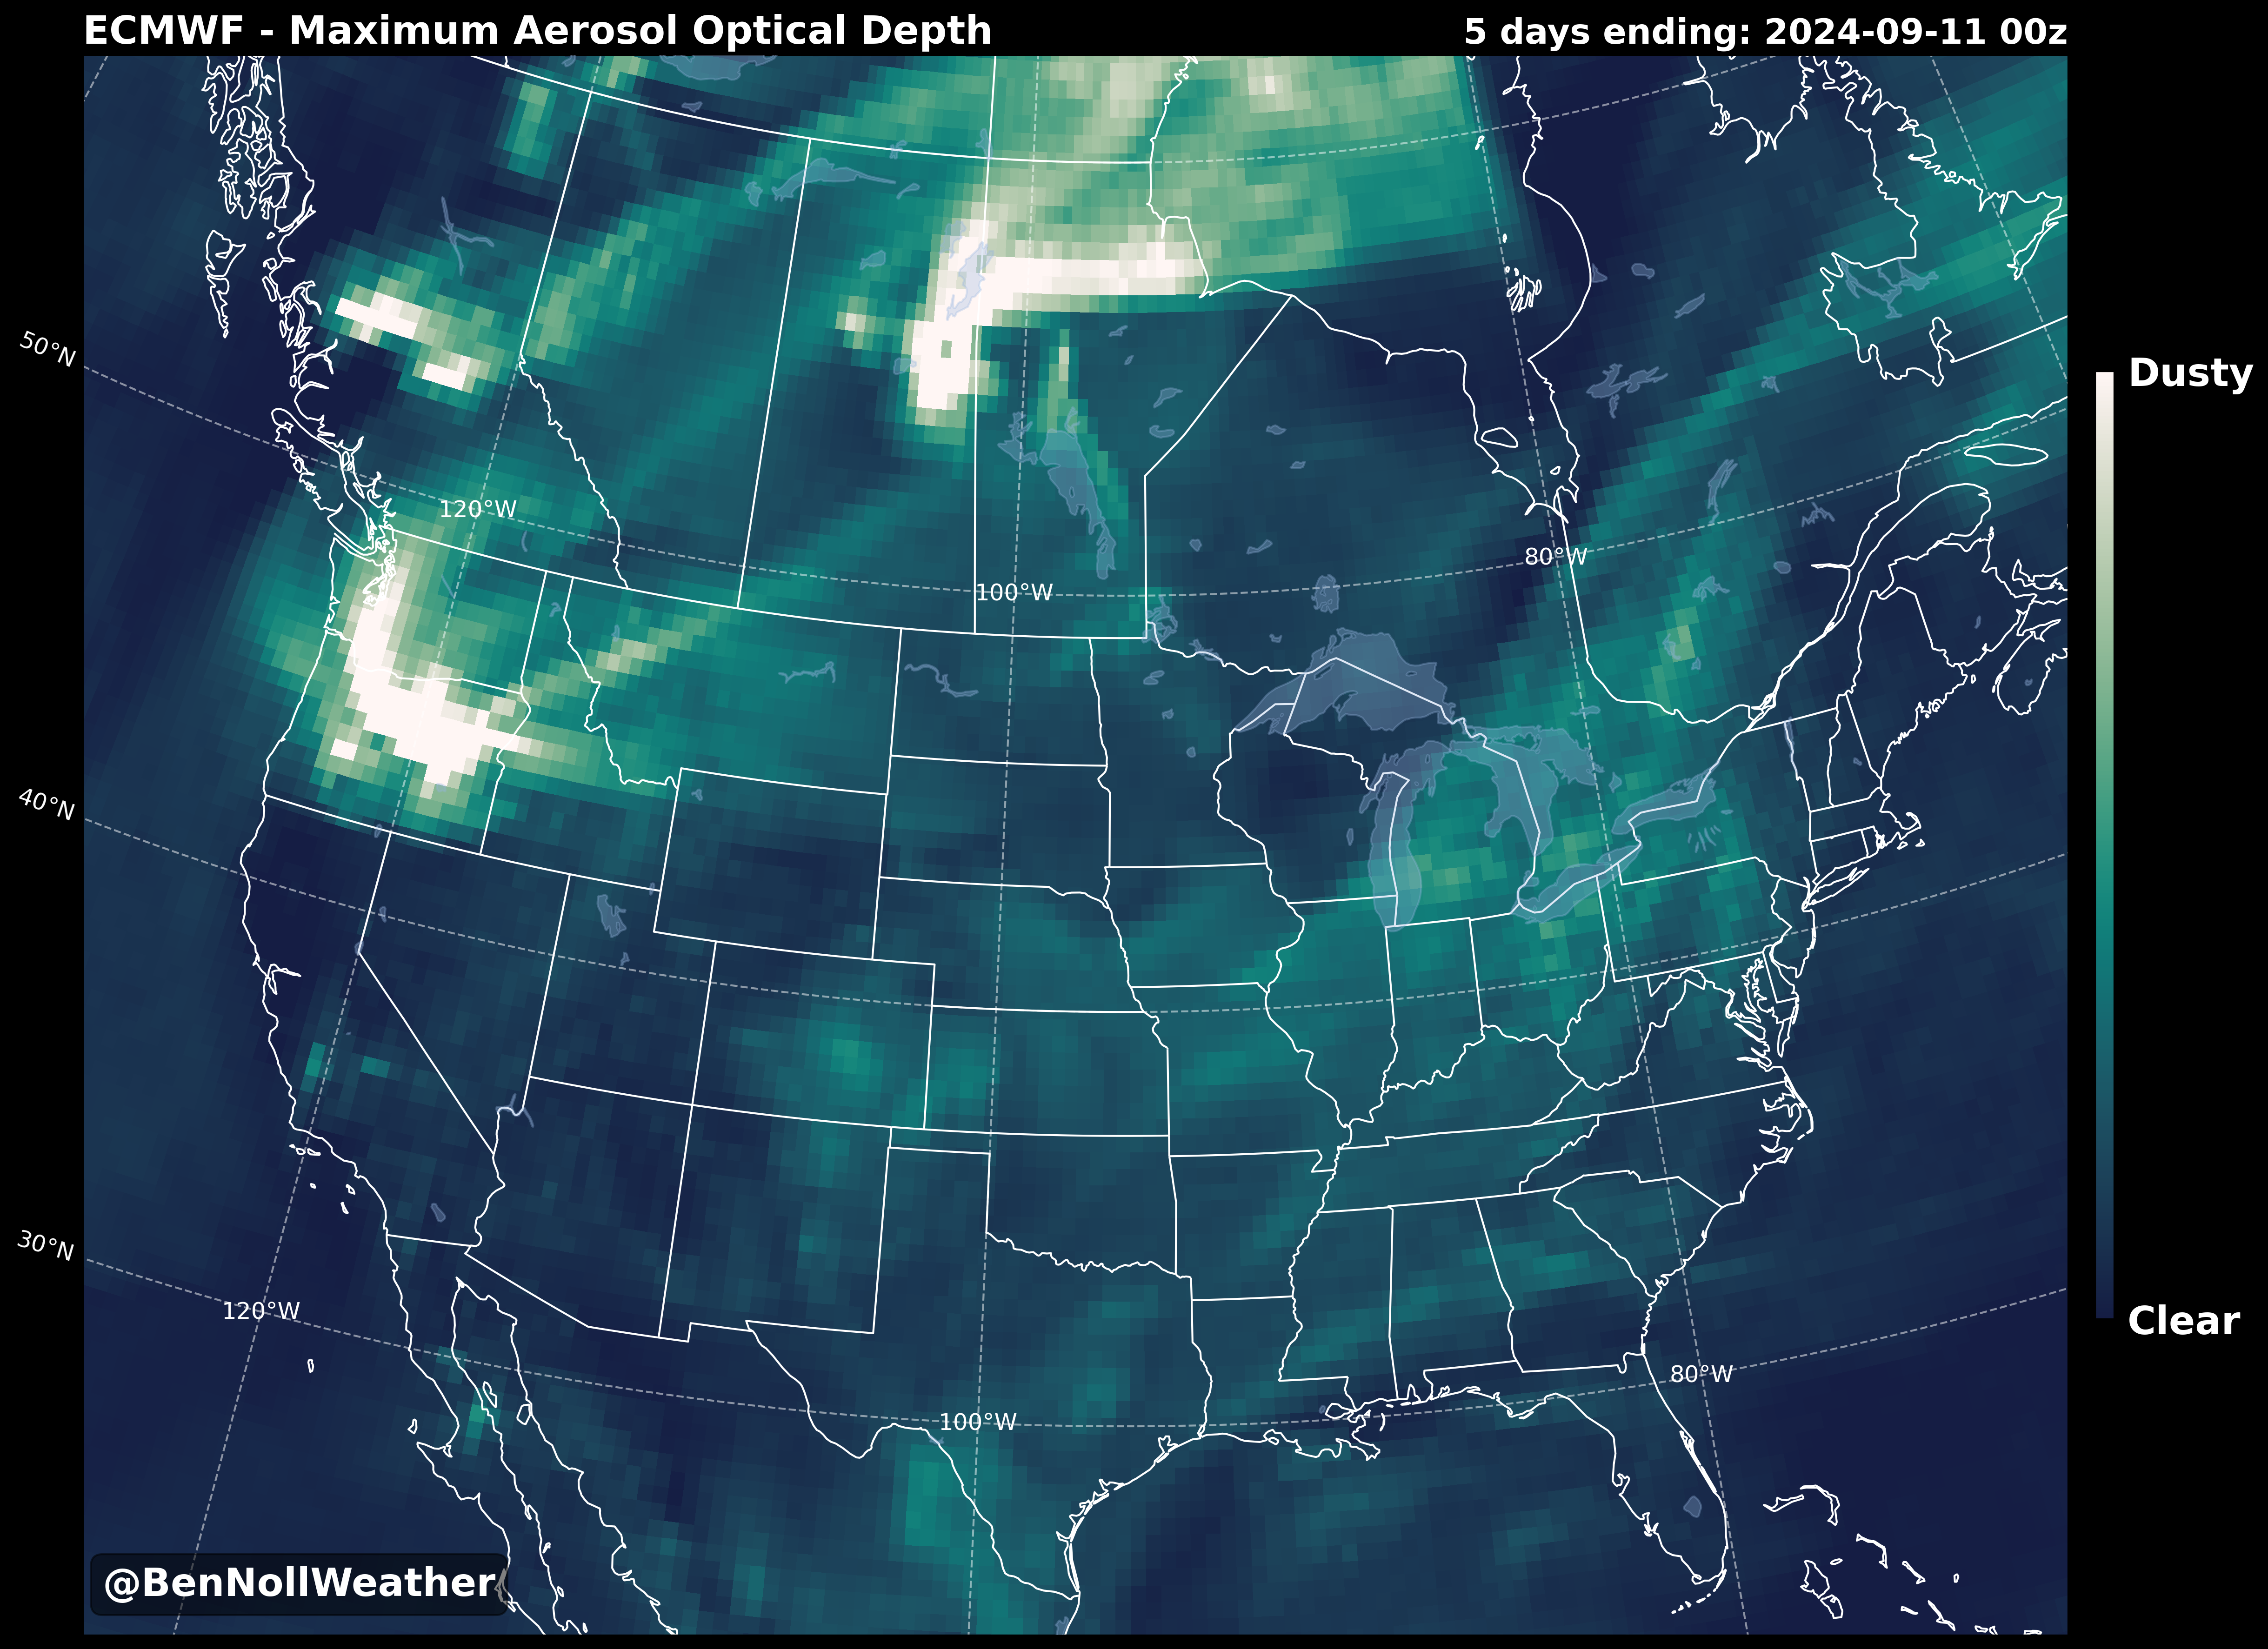 ECMWF - Maximum Aerosol Optical Depth
5 days ending: 2024-09-11 00z
50°N
Dusty
120°W
80°W
100°W
40°N
30°N
120°W
Clear
80°W
100°W
@BenNollWeather